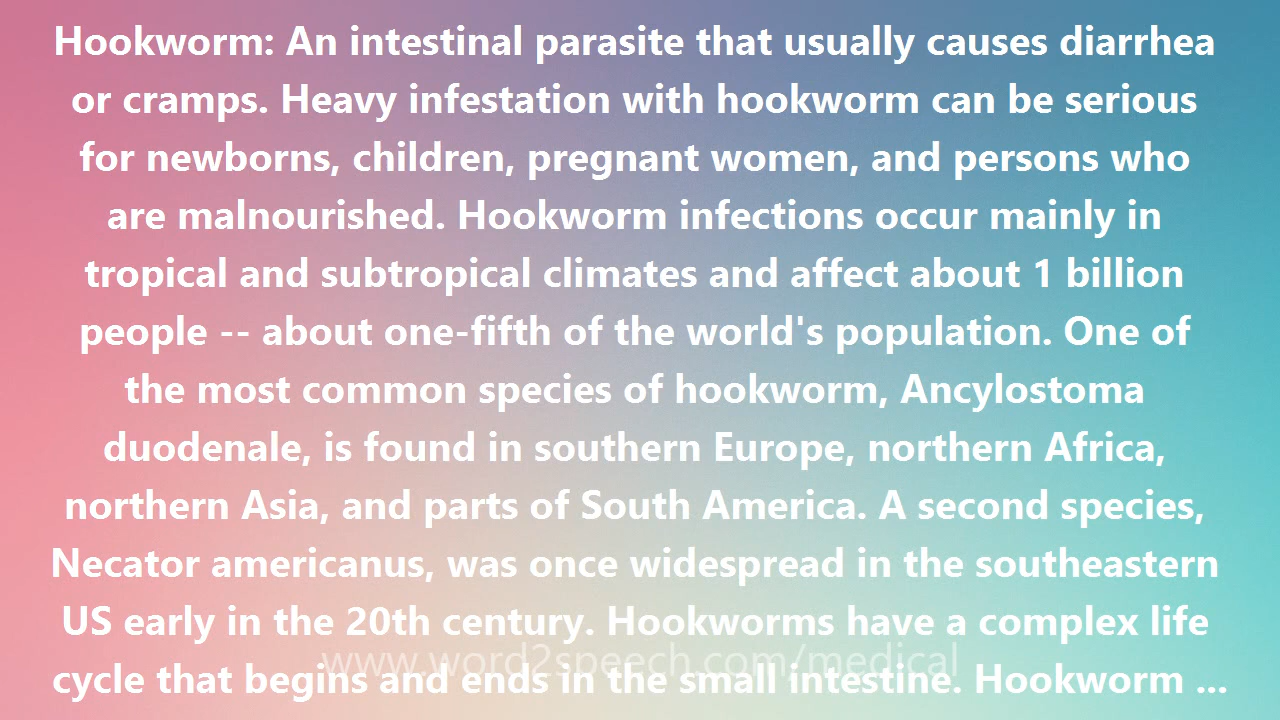 Hookworm: An intestinal parasite that usually causes diarrhea
or cramps. Heavy infestation with hookworm can be serious
for newborns, children, pregnant women, and persons who
are malnourished. Hookworm infections occur mainly in
tropical and subtropical climates and affect about 1 billion
people -- about one-fifth of the world's population. One of
the most common species of hookworm, Ancylostoma
duodenale, is found in southern Europe, northern Africa,
northern Asia, and parts of South America. A second species,
Necator americanus, was once widespread in the southeastern
US early in the 20th century. Hookworms have a complex life
www.word2speech.com/medical
cycle that begins and ends in the small intestine. Hookworm ...